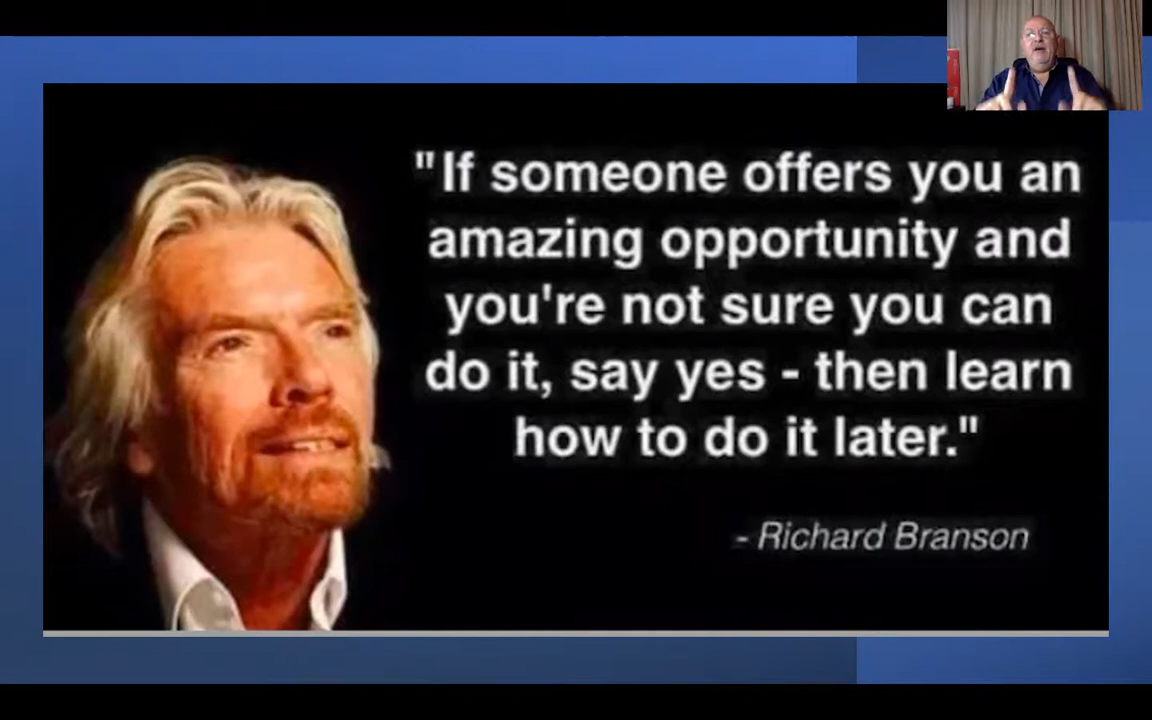 "If someone offers you an
amazing opportunity and
you're not sure you can
do it, say yes - then learn
how to do it later."
- Richard Branson